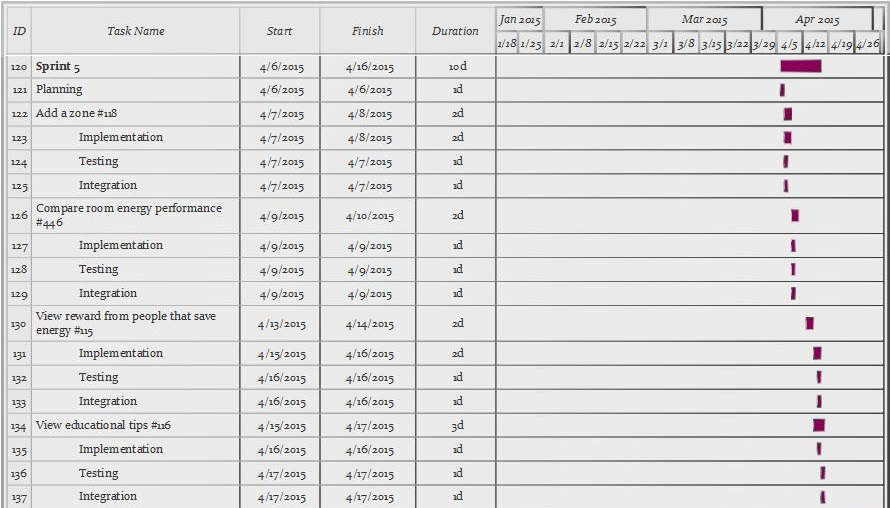 ID Task Name Start Finish Duration Jan 2015 Feb 2015 Mar 2015 Apr 2015
1/18 1/25 2/1 2/8 2/15 2/22 3/1 3/8 3/15 3/22 3/29 4/5 4/12 4/19 4/26
120 Sprint 5 4/6/2015 4/16/2015 10d
121 Planning 4/6/2015 4/6/2015 1d
122 Add a zone #118 4/7/2015 4/8/2015 2d
123 Implementation 4/7/2015 4/8/2015 2d
124 Testing 4/7/2015 4/7/2015 1d
125 Integration 4/7/2015 4/7/2015 1d
126 Compare room energy performance
#446 4/9/2015 4/10/2015 2d
127 Implementation 4/9/2015 4/9/2015 1d
128 Testing 4/9/2015 4/9/2015 1d
129 Integration 4/9/2015 4/9/2015 1d
130 View reward from people that save
energy #115 4/13/2015 4/14/2015 2d
131 Implementation 4/15/2015 4/16/2015 2d
132 Testing 4/16/2015 4/16/2015 1d
133 Integration 4/16/2015 4/16/2015 1d
134 View educational tips #116 4/15/2015 4/17/2015 3d
135 Implementation 4/16/2015 4/16/2015 1d
136 Testing 4/17/2015 4/17/2015 1d
137 Integration 4/17/2015 4/17/2015 1d